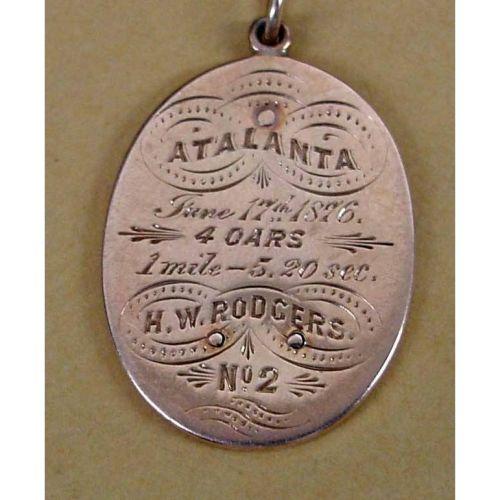 ATALANTA
June 17th 1876.
4 OARS
1 mile – 5. 20 sec.
H. W. RODGERS.
No 2